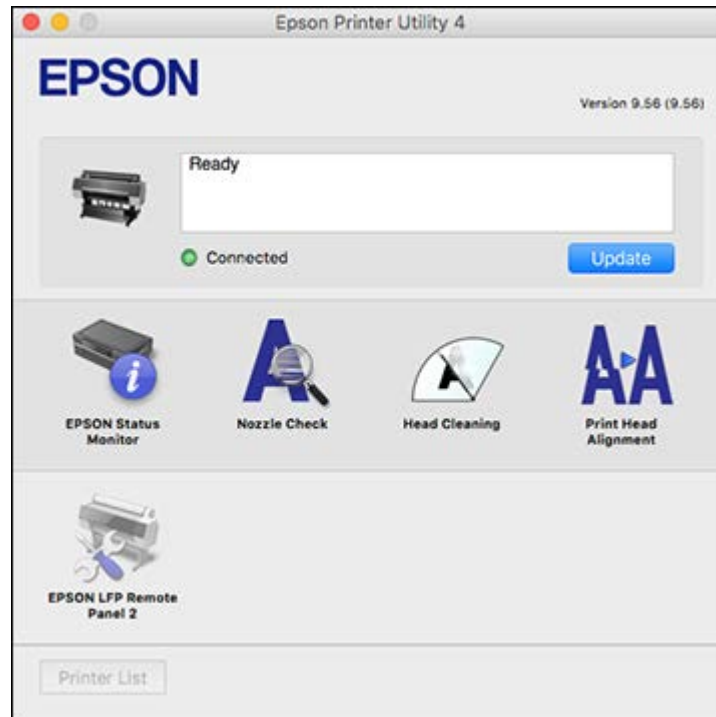 Epson Printer Utility 4
EPSON
Version 9.56 (9.56)
Ready
Connected
Update
EPSON Status
Monitor
Nozzle Check
Head Cleaning
Print Head
Alignment
EPSON LFP Remote
Panel 2
Printer List